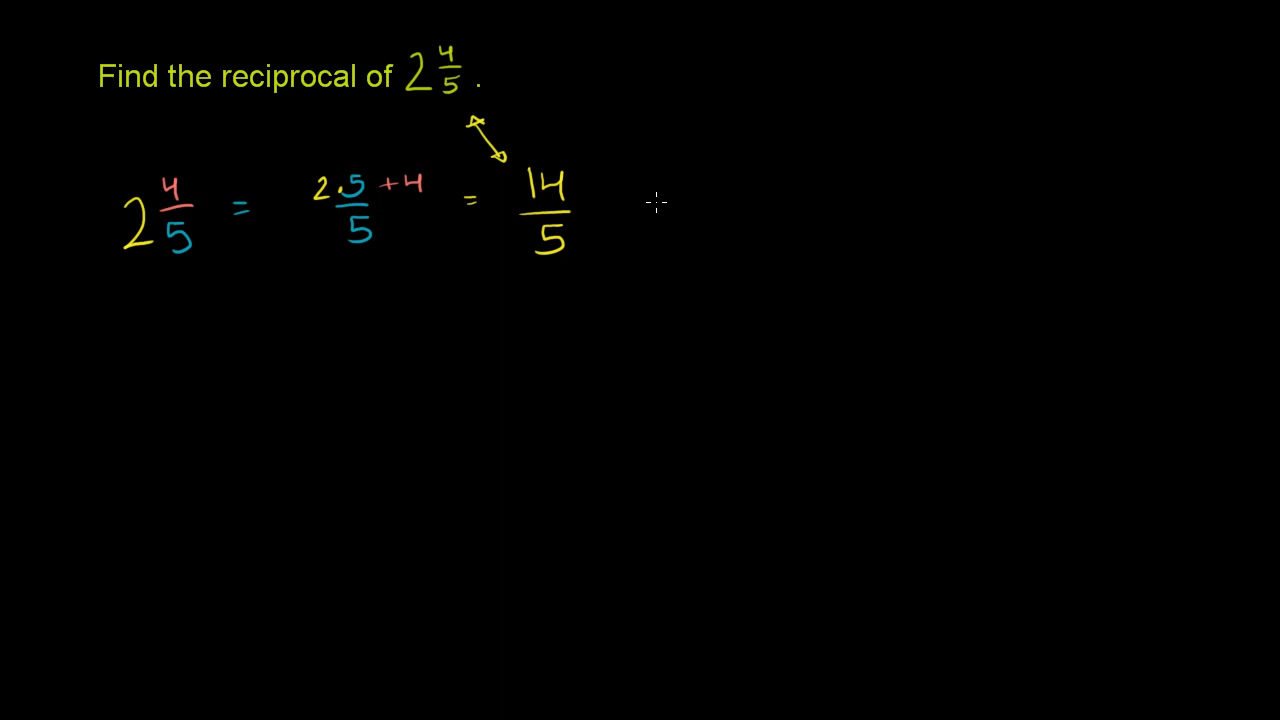 Find the reciprocal of 2 4/5 .
2 4/5 = 2·5+4/5 = 14/5